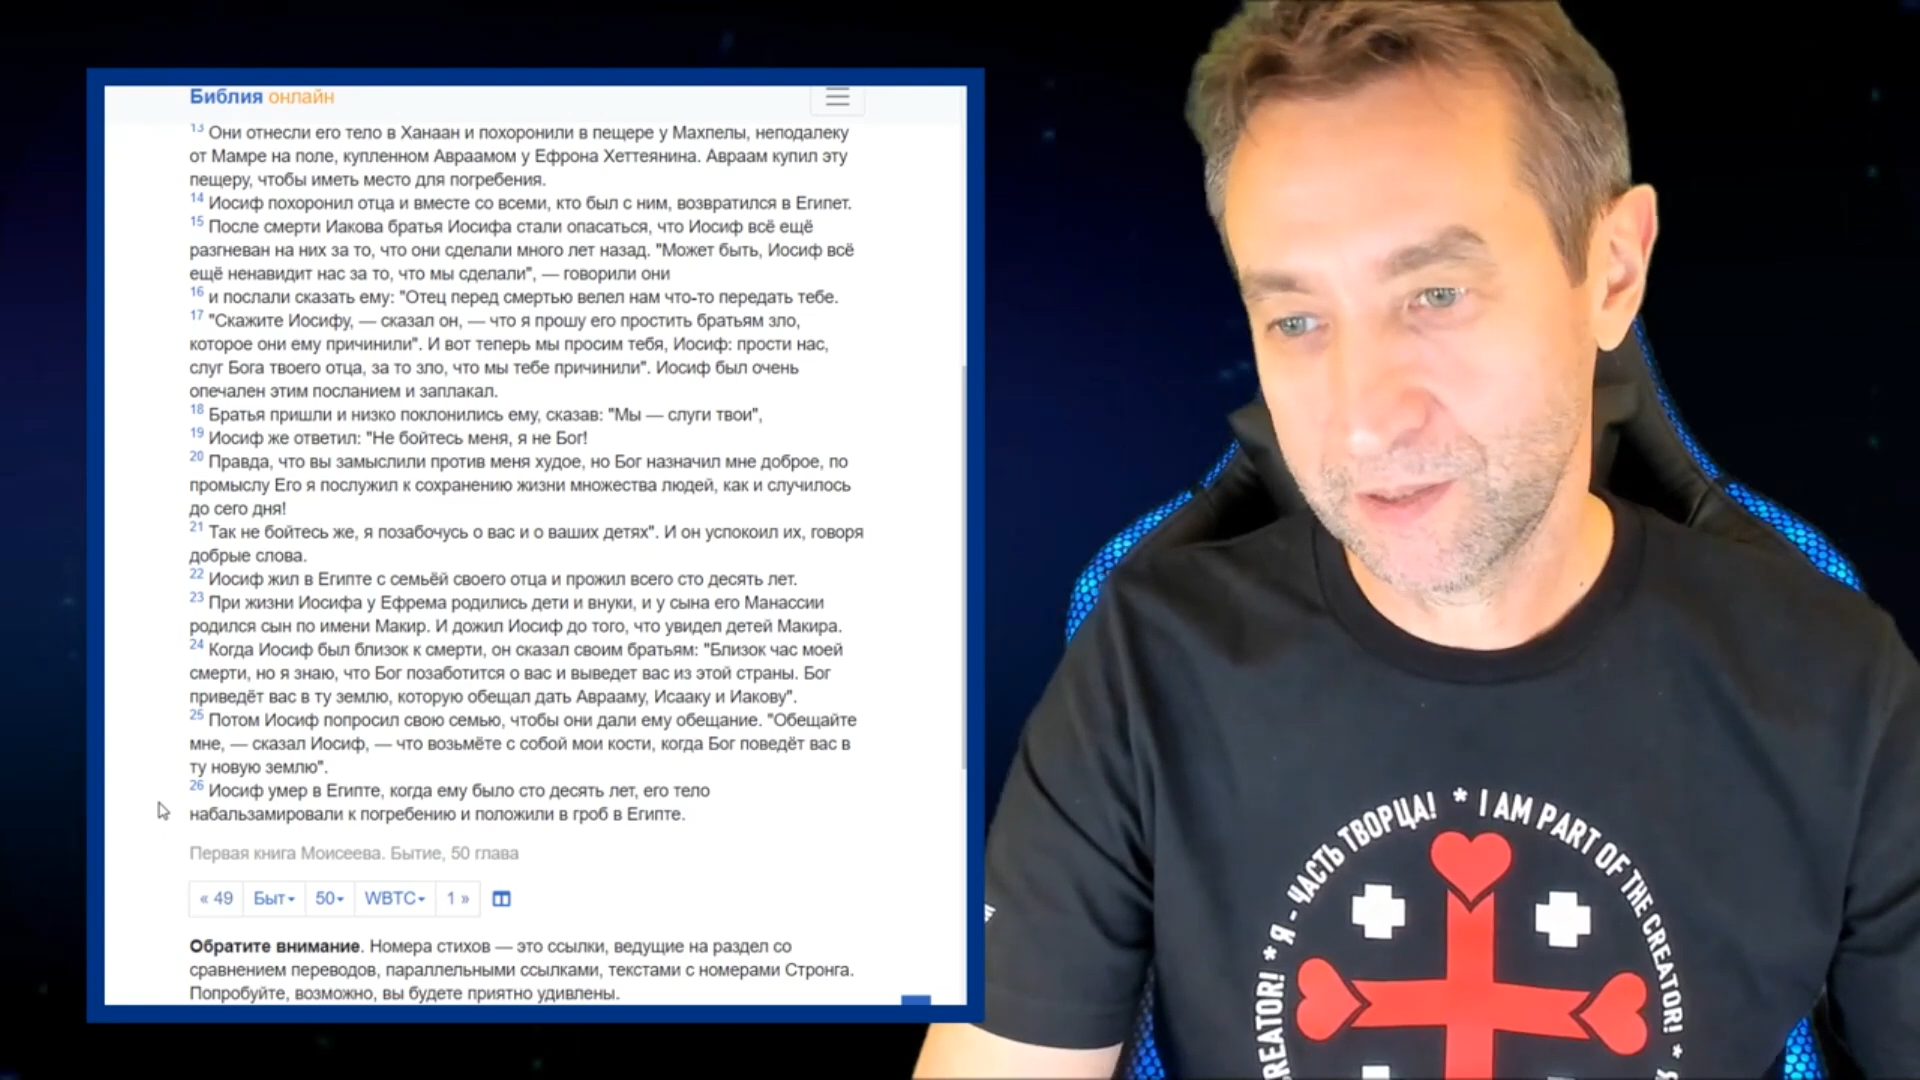 Библия онлайн
13 Они отнесли его тело в Ханаан и похоронили в пещере у Махпелы, неподалеку
от Мамре на поле, купленном Авраамом у Ефрона Хеттеянина. Авраам купил эту
пещеру, чтобы иметь место для погребения.
14 Иосиф похоронил отца и вместе со всеми, кто был с ним, возвратился в Египет.
15 После смерти Иакова братья Иосифа стали опасаться, что Иосиф всё ещё
разгневан на них за то, что они сделали много лет назад. "Может быть, Иосиф всё
ещё ненавидит нас за то, что мы сделали", — говорили они
16 и послали сказать ему: "Отец перед смертью велел нам что-то передать тебе.
17 "Скажите Иосифу, — сказал он, — что я прошу его простить братьям зло,
которое они ему причинили". И вот теперь мы просим тебя, Иосиф: прости нас,
слуг Бога твоего отца, за то зло, что мы тебе причинили". Иосиф был очень
опечален этим посланием и заплакал.
18 Братья пришли и низко поклонились ему, сказав: "Мы — слуги твои",
19 Иосиф же ответил: "Не бойтесь меня, я не Бог!
20 Правда, что вы замыслили против меня худое, но Бог назначил мне доброе, по
промыслу Его я послужил к сохранению жизни множества людей, как и случилось
до сего дня!
21 Так не бойтесь же, я позабочусь о вас и о ваших детях". И он успокоил их, говоря
добрые слова.
22 Иосиф жил в Египте с семьёй своего отца и прожил всего сто десять лет.
23 При жизни Иосифа у Ефрема родились дети и внуки, и у сына его Манассии
родился сын по имени Макир. И дожил Иосиф до того, что увидел детей Макира.
24 Когда Иосиф был близок к смерти, он сказал своим братьям: "Близок час моей
смерти, но я знаю, что Бог позаботится о вас и выведет вас из этой страны. Бог
приведёт вас в ту землю, которую обещал дать Аврааму, Исааку и Иакову".
25 Потом Иосиф попросил свою семью, чтобы они дали ему обещание. "Обещайте
мне, — сказал Иосиф, — что возьмёте с собой мои кости, когда Бог поведёт вас в
ту новую землю".
26 Иосиф умер в Египте, когда ему было сто десять лет, его тело
набальзамировали к погребению и положили в гроб в Египте.
Первая книга Моисеева. Бытие, 50 глава
« 49 Быт 50 WBTC 1 »
Обратите внимание. Номера стихов — это ссылки, ведущие на раздел со
сравнением переводов, параллельными ссылками, текстами с номерами Стронга.
Попробуйте, возможно, вы будете приятно удивлены.
* Я - ЧАСТЬ ТВОРЦА! * I AM PART OF THE CREATOR! *
CREATOR!